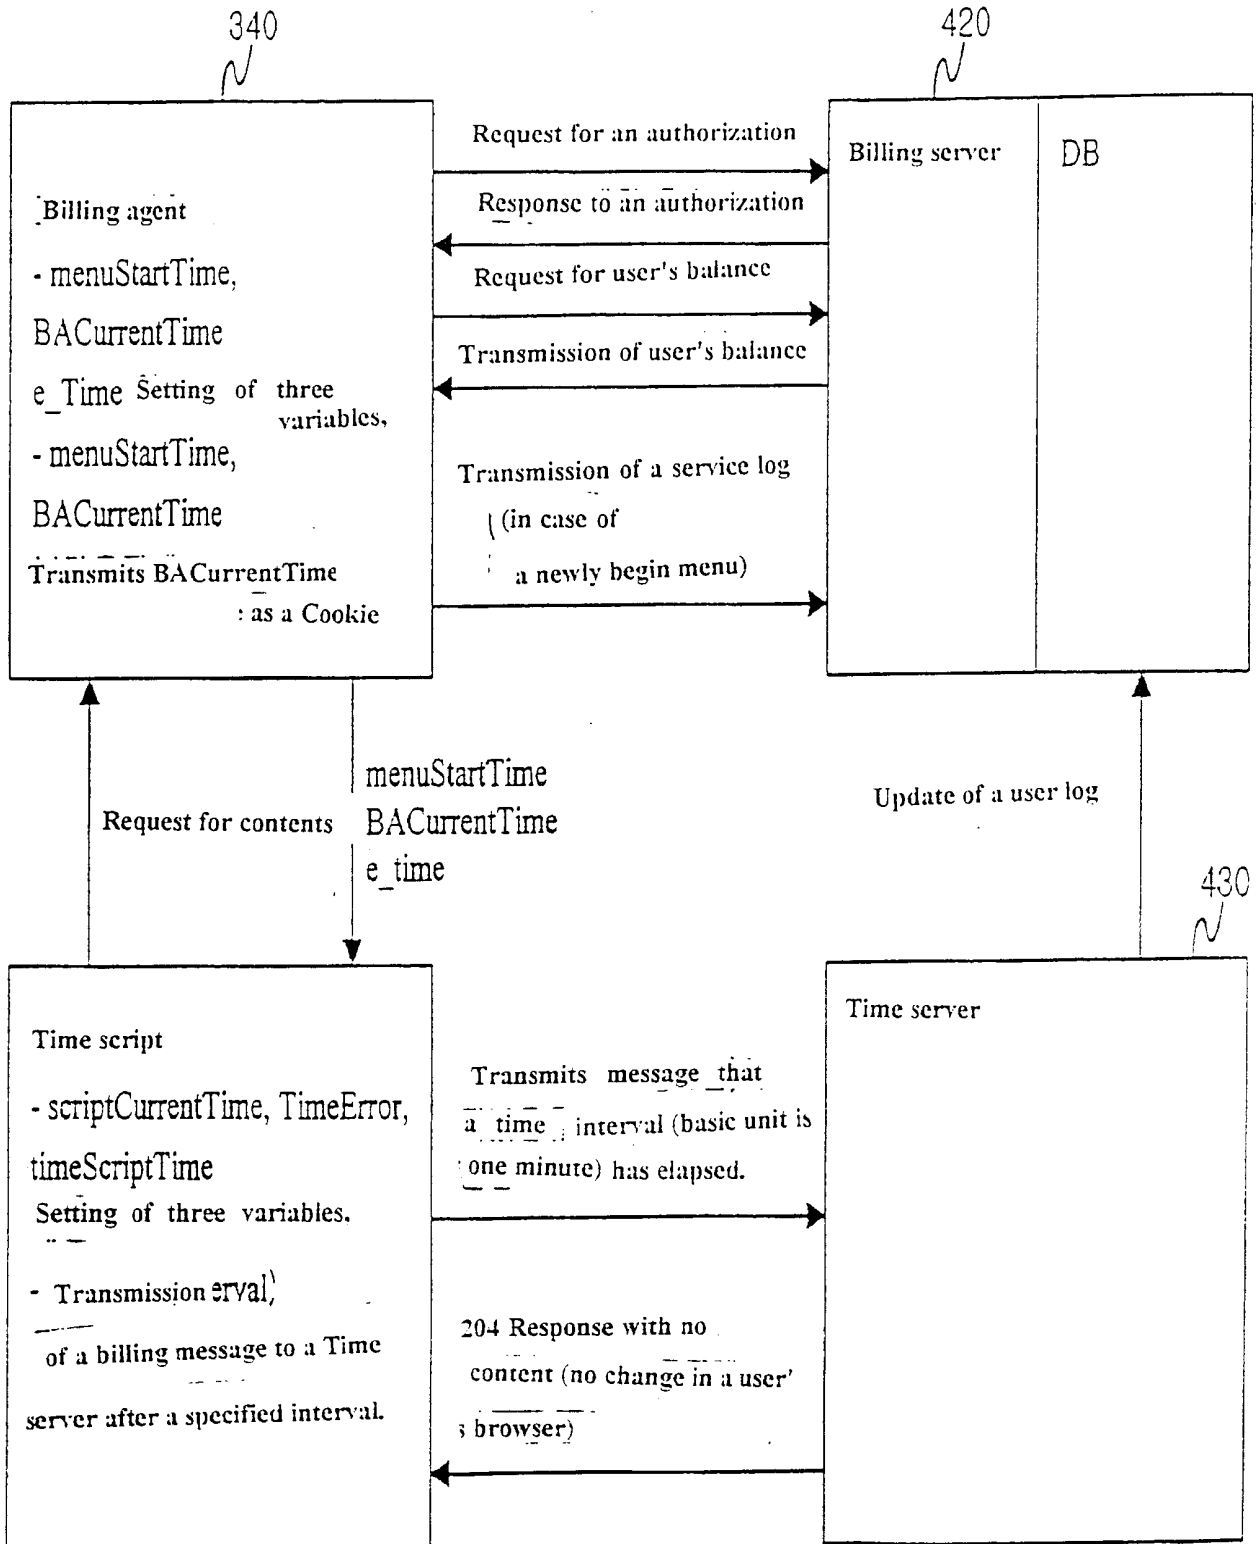 340
420
Billing agent
- menuStartTime,
BACurrentTime
e_Time Setting of three
variables,
- menuStartTime,
BACurrentTime
Transmits BACurrentTime
: as a Cookie
Request for an authorization
Response to an authorization
Request for user's balance
Transmission of user's balance
Transmission of a service log
(in case of
a newly begin menu)
Billing server
DB
Request for contents
menuStartTime
BACurrentTime
e_time
Update of a user log
430
Time script
- scriptCurrentTime, TimeError,
timeScriptTime
Setting of three variables.
- Transmission erval)
of a billing message to a Time
server after a specified interval.
Transmits message that
a time interval (basic unit is
one minute) has elapsed.
204 Response with no
content (no change in a user'
s browser)
Time server